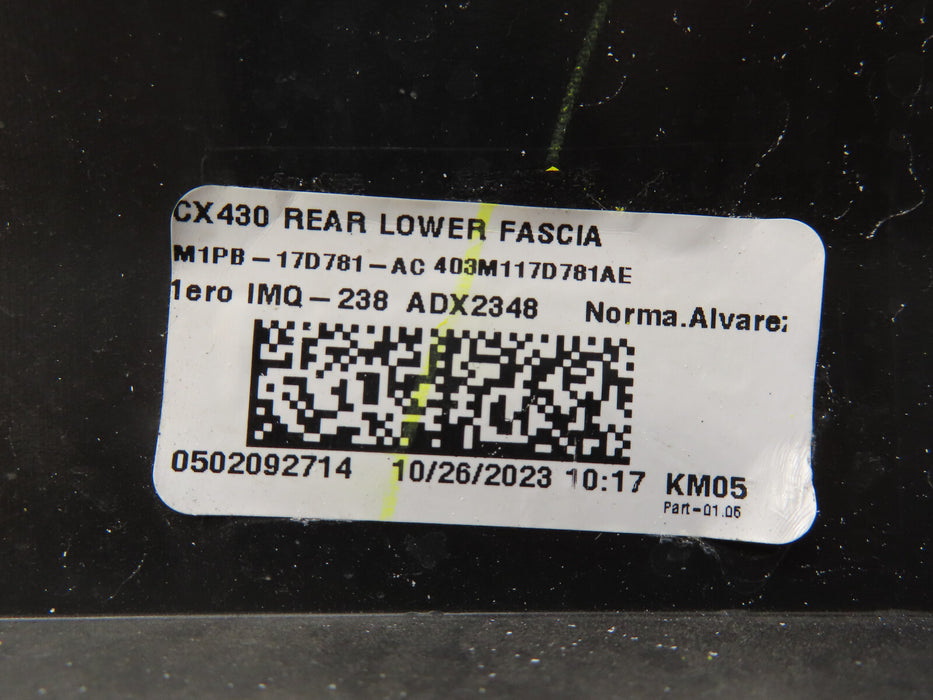 CX430 REAR LOWER FASCIA
M1PB-17D781-AC 403M117D781AE
1ero IMQ-238 ADX2348 Norma.Alvarez
0502092714 10/26/2023 10:17 KM05
Part-01.05